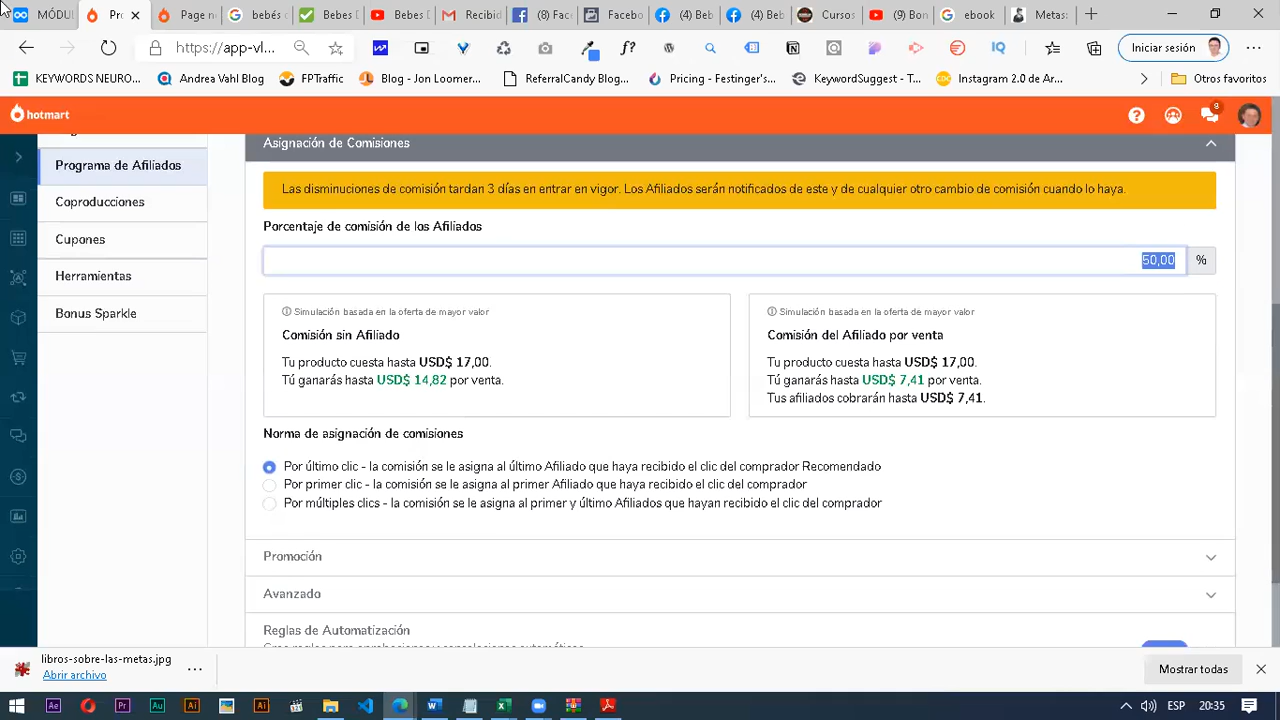 MÓDUL
Pr
Page n
bebés
Bebes D
Bebes D
Recibid
(8) Fac
Facebo
(4) Beb
(4) Beb
Cursos
(9) Bor
ebook
Metas
https://app-vl...
Iniciar sesión
KEYWORDS NEURO...
Andrea Vahl Blog
FPTraffic
Blog - Jon Loomer...
ReferralCandy Blog...
Pricing - Festinger's...
KeywordSuggest - T...
Instagram 2.0 de Ar...
Otros favoritos
hotmart
8
Programa de Afiliados
Coproducciones
Cupones
Herramientas
Bonus Sparkle
Asignación de Comisiones
Las disminuciones de comisión tardan 3 días en entrar en vigor. Los Afiliados serán notificados de este y de cualquier otro cambio de comisión cuando lo haya.
Porcentaje de comisión de los Afiliados
50,00 %
Simulación basada en la oferta de mayor valor
Comisión sin Afiliado
Tu producto cuesta hasta USD$ 17,00.
Tú ganarás hasta USD$ 14,82 por venta.
Simulación basada en la oferta de mayor valor
Comisión del Afiliado por venta
Tu producto cuesta hasta USD$ 17,00.
Tú ganarás hasta USD$ 7,41 por venta.
Tus afiliados cobrarán hasta USD$ 7,41.
Norma de asignación de comisiones
Por último clic - la comisión se le asigna al último Afiliado que haya recibido el clic del comprador Recomendado
Por primer clic - la comisión se le asigna al primer Afiliado que haya recibido el clic del comprador
Por múltiples clics - la comisión se le asigna al primer y último Afiliados que hayan recibido el clic del comprador
Promoción
Avanzado
Reglas de Automatización
libros-sobre-las-metas.jpg
Abrir archivo
Mostrar todas
ESP
20:35